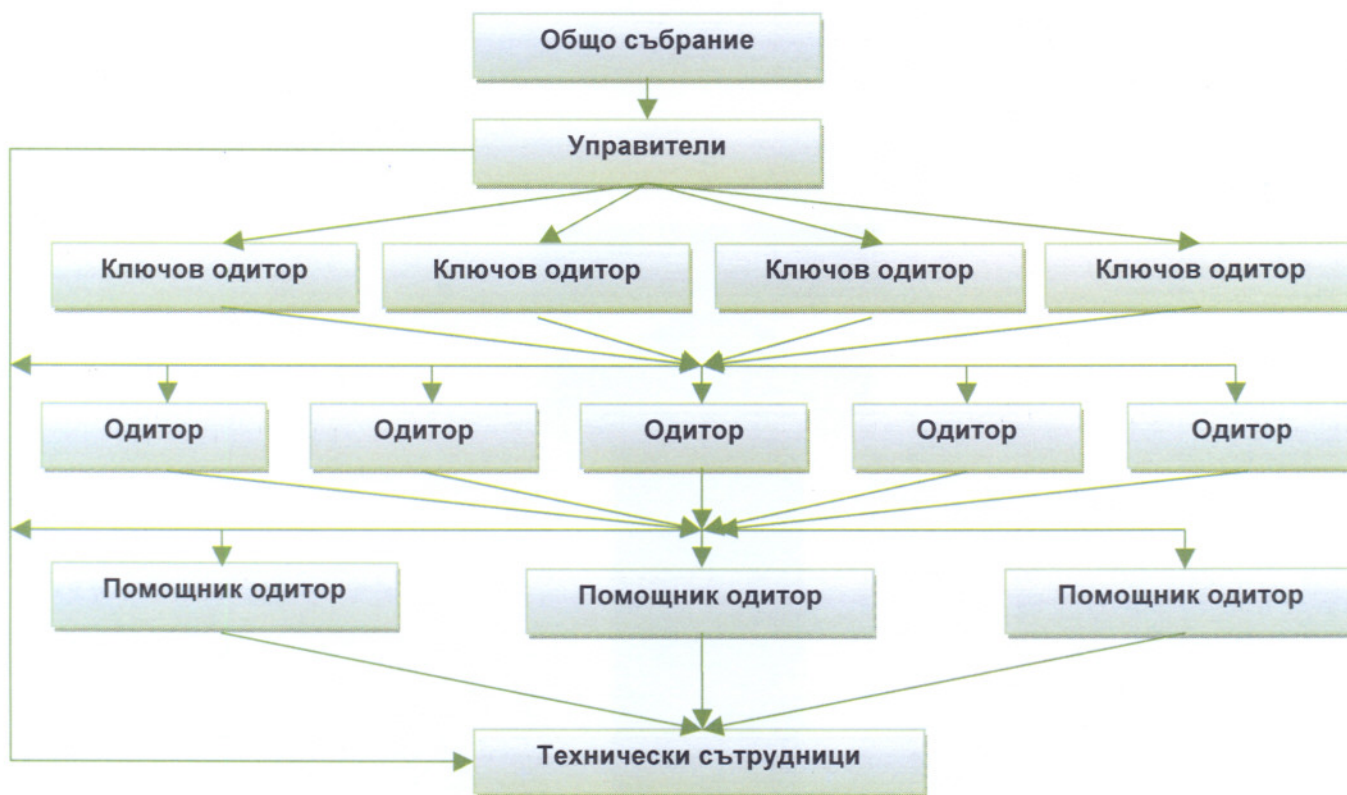 Общо събрание
Управители
Ключов одитор
Ключов одитор
Ключов одитор
Ключов одитор
Одитор
Одитор
Одитор
Одитор
Одитор
Помощник одитор
Помощник одитор
Помощник одитор
Технически сътрудници